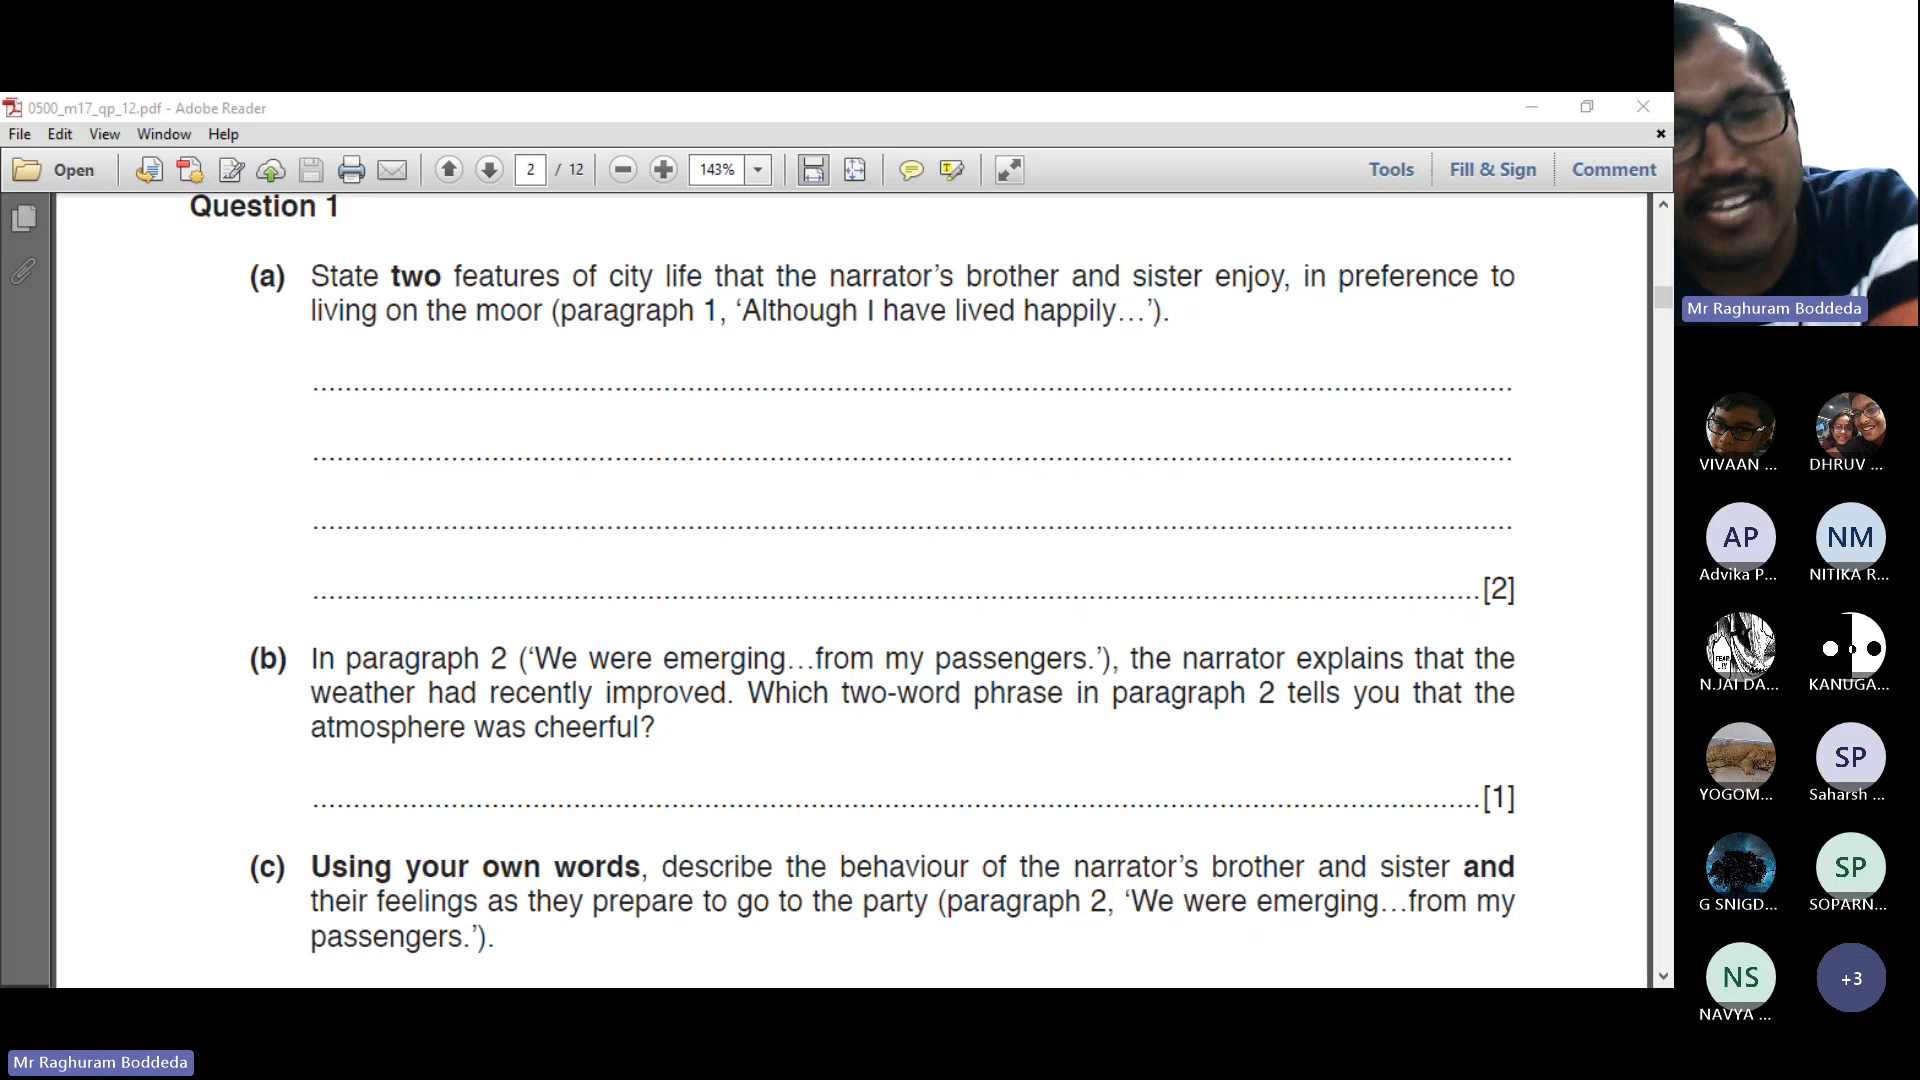 0500_m17_qp_12.pdf - Adobe Reader
File Edit View Window Help
Open 2 / 12 143% Tools Fill & Sign Comment
Question 1
(a) State two features of city life that the narrator's brother and sister enjoy, in preference to
living on the moor (paragraph 1, 'Although I have lived happily…').
[2]
(b) In paragraph 2 ('We were emerging…from my passengers.'), the narrator explains that the
weather had recently improved. Which two-word phrase in paragraph 2 tells you that the
atmosphere was cheerful?
[1]
(c) Using your own words, describe the behaviour of the narrator's brother and sister and
their feelings as they prepare to go to the party (paragraph 2, 'We were emerging…from my
passengers.').
Mr Raghuram Boddeda
VIVAAN ... DHRUV ...
AP NM
Advika P... NITIKA R...
N.JAI DA... KANUGA...
SP
YOGOM... Saharsh ...
SP
G SNIGD... SOPARN...
NS +3
NAVYA ...
Mr Raghuram Boddeda